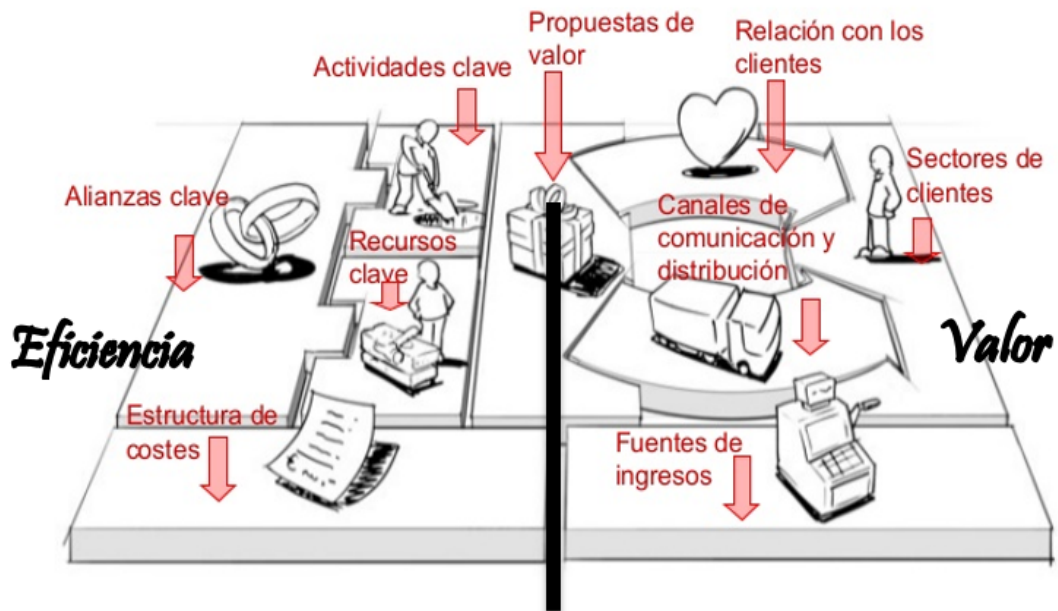 Propuestas de
valor
Relación con los
clientes
Actividades clave
Sectores de
clientes
Alianzas clave
Canales de
comunicación y
distribución
Recursos
clave
Eficiencia
Valor
Estructura de
costes
Fuentes de
ingresos